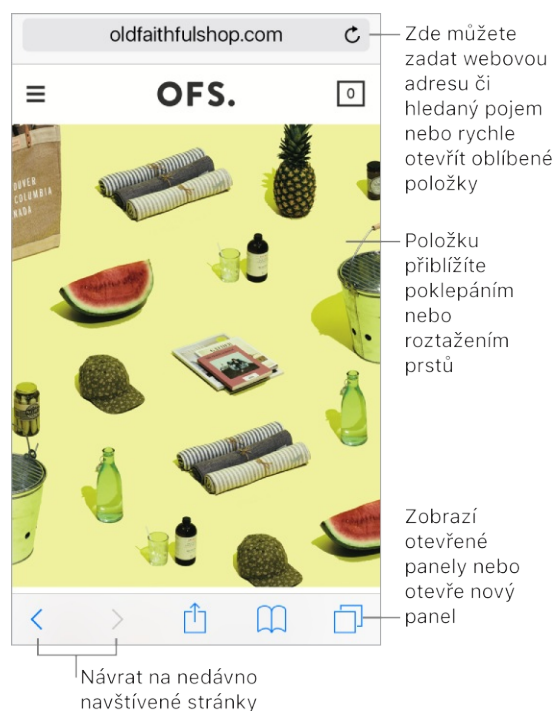 oldfaithfulshop.com
OFS.
0
OUVER
COLUMBIA
NADA
Zde můžete
zadat webovou
adresu či
hledaný pojem
nebo rychle
otevřít oblíbené
položky
Položku
přiblížíte
poklepáním
nebo
roztažením
prstů
Zobrazí
otevřené
panely nebo
otevře nový
panel
Návrat na nedávno
navštívené stránky